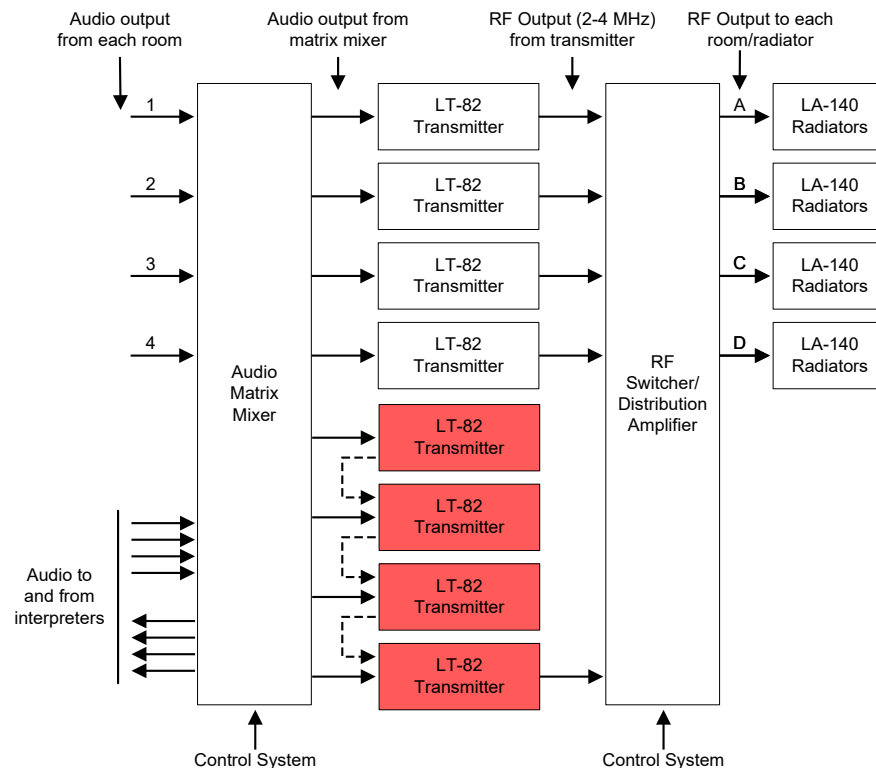 Audio output
from each room
Audio output from
matrix mixer
RF Output (2-4 MHz)
from transmitter
RF Output to each
room/radiator
1
LT-82
Transmitter
A
LA-140
Radiators
2
LT-82
Transmitter
B
LA-140
Radiators
3
LT-82
Transmitter
C
LA-140
Radiators
4
LT-82
Transmitter
D
LA-140
Radiators
Audio
Matrix
Mixer
RF
Switcher/
Distribution
Amplifier
LT-82
Transmitter
LT-82
Transmitter
LT-82
Transmitter
LT-82
Transmitter
Audio to
and from
interpreters
Control System
Control System